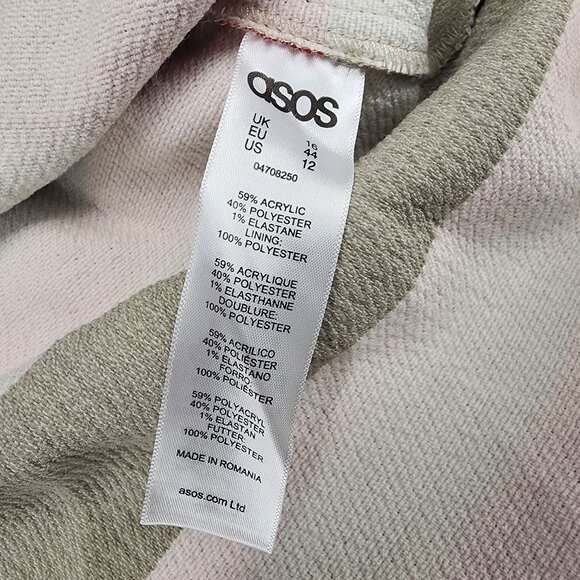 asos
UK 16
EU 44
US 12
04708250
59% ACRYLIC
40% POLYESTER
1% ELASTANE
LINING:
100% POLYESTER
59% ACRYLIQUE
40% POLYESTER
1% ELASTHANNE
DOUBLURE:
100% POLYESTER
59% ACRILICO
40% POLIÉSTER
1% ELASTANO
FORRO:
100% POLIÉSTER
59% POLYACRYL
40% POLYESTER
1% ELASTAN
FUTTER:
100% POLYESTER
MADE IN ROMANIA
asos.com Ltd